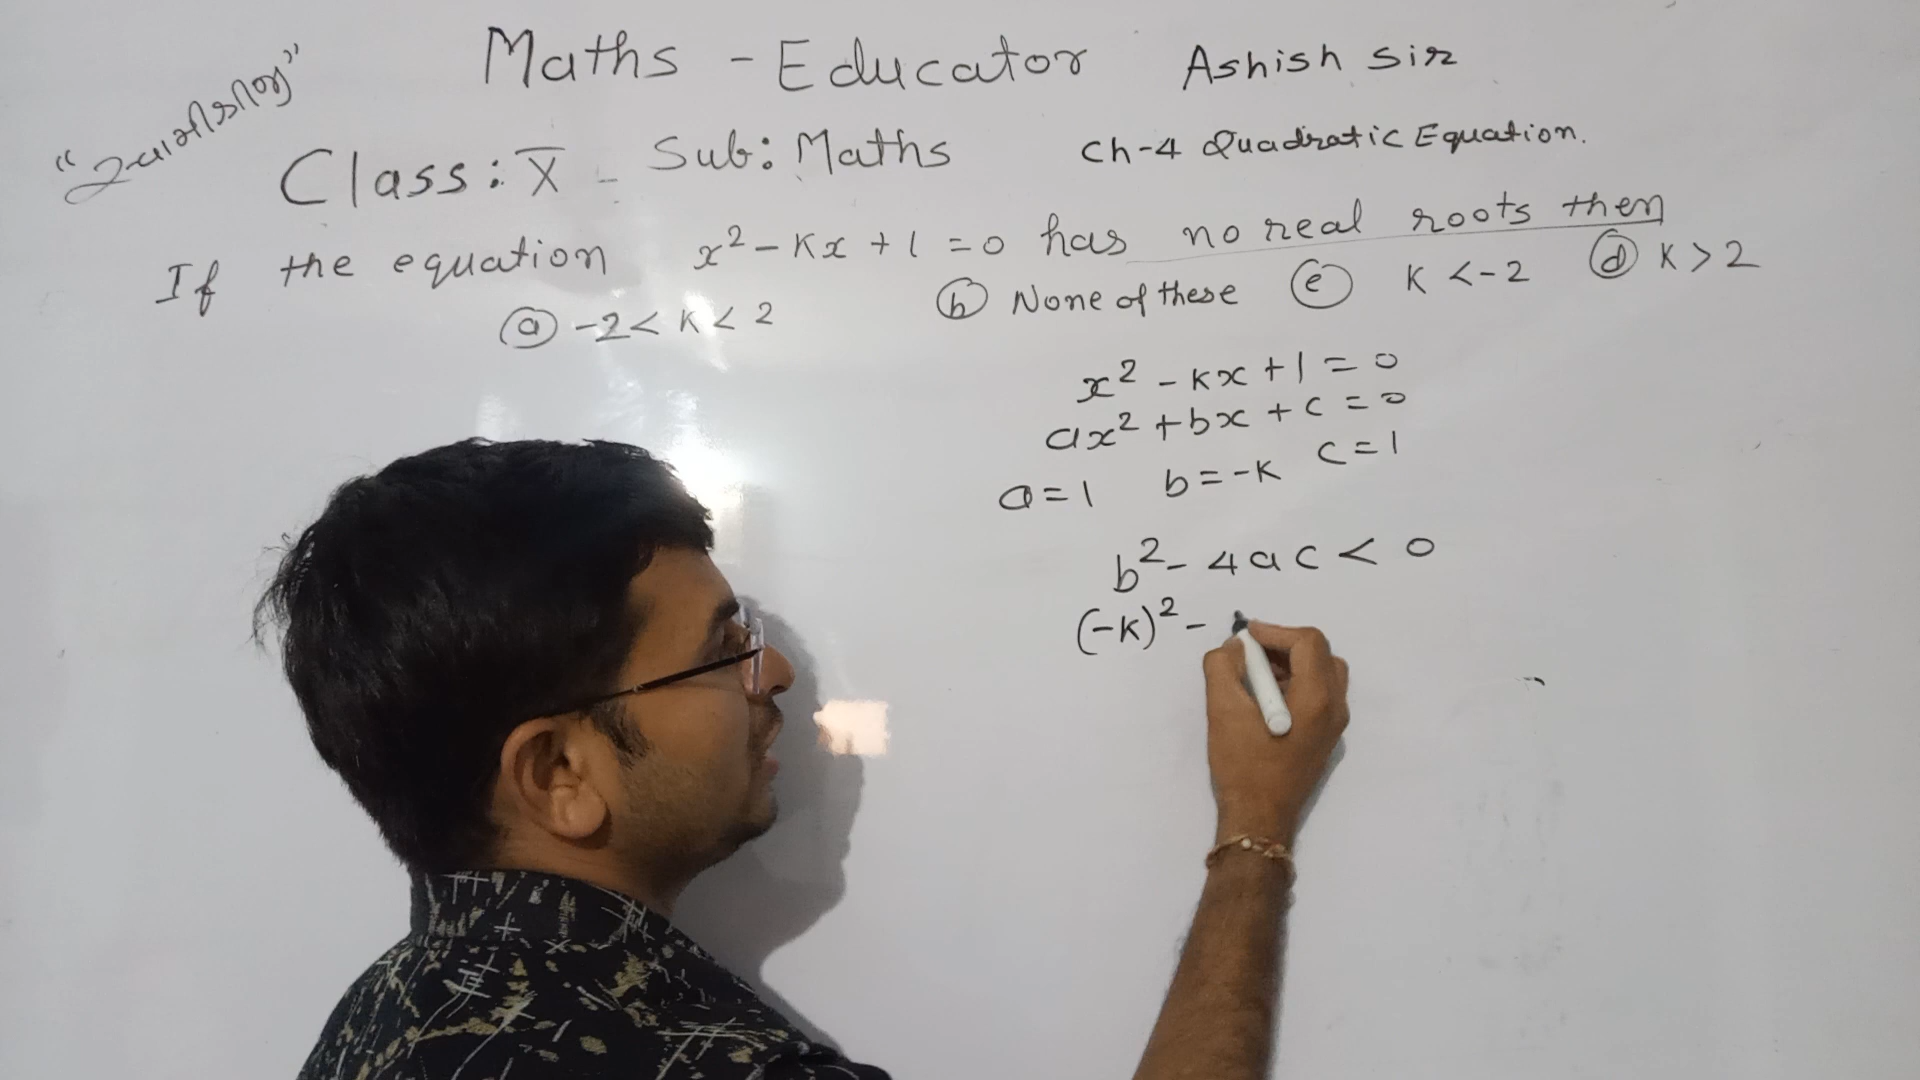 Maths - Educator Ashish sir
Class: X - Sub: Maths Ch-4 Quadratic Equation.
If the equation x² - Kx + 1 = 0 has no real roots then
ⓐ -2 < K < 2 ⓑ None of these ⓒ K < -2 ⓓ K > 2
x² - Kx + 1 = 0
ax² + bx + c = 0
a = 1 b = -K c = 1
b² - 4ac < 0
(-K)² -